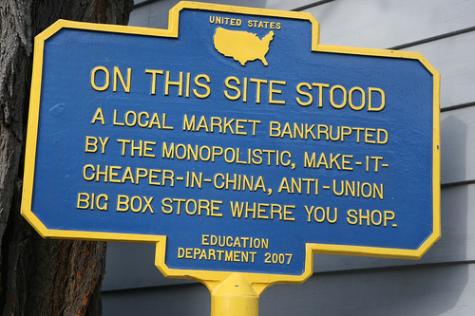 UNITED STATES
ON THIS SITE STOOD
A LOCAL MARKET BANKRUPTED
BY THE MONOPOLISTIC, MAKE-IT-
CHEAPER-IN-CHINA, ANTI-UNION
BIG BOX STORE WHERE YOU SHOP.
EDUCATION
DEPARTMENT 2007